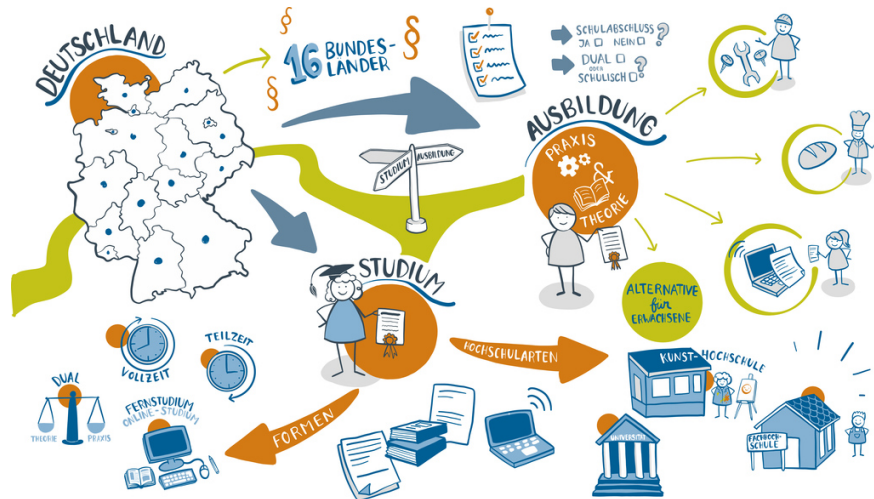 DEUTSCHLAND
§
§
§
§
16 BUNDES-
LÄNDER
SCHULABSCHLUSS
JA NEIN ?
DUAL
ODER
SCHULISCH ?
AUSBILDUNG
PRAXIS
THEORIE
STUDIUM
AUSBILDUNG
STUDIUM
ALTERNATIVE
für
ERWACHSENE
HOCHSCHULARTEN
KUNST-HOCHSCHULE
UNIVERSITÄT
FACHHOCH-
SCHULE
FORMEN
VOLLZEIT
TEILZEIT
DUAL
THEORIE PRAXIS
FERNSTUDIUM
ONLINE-STUDIUM